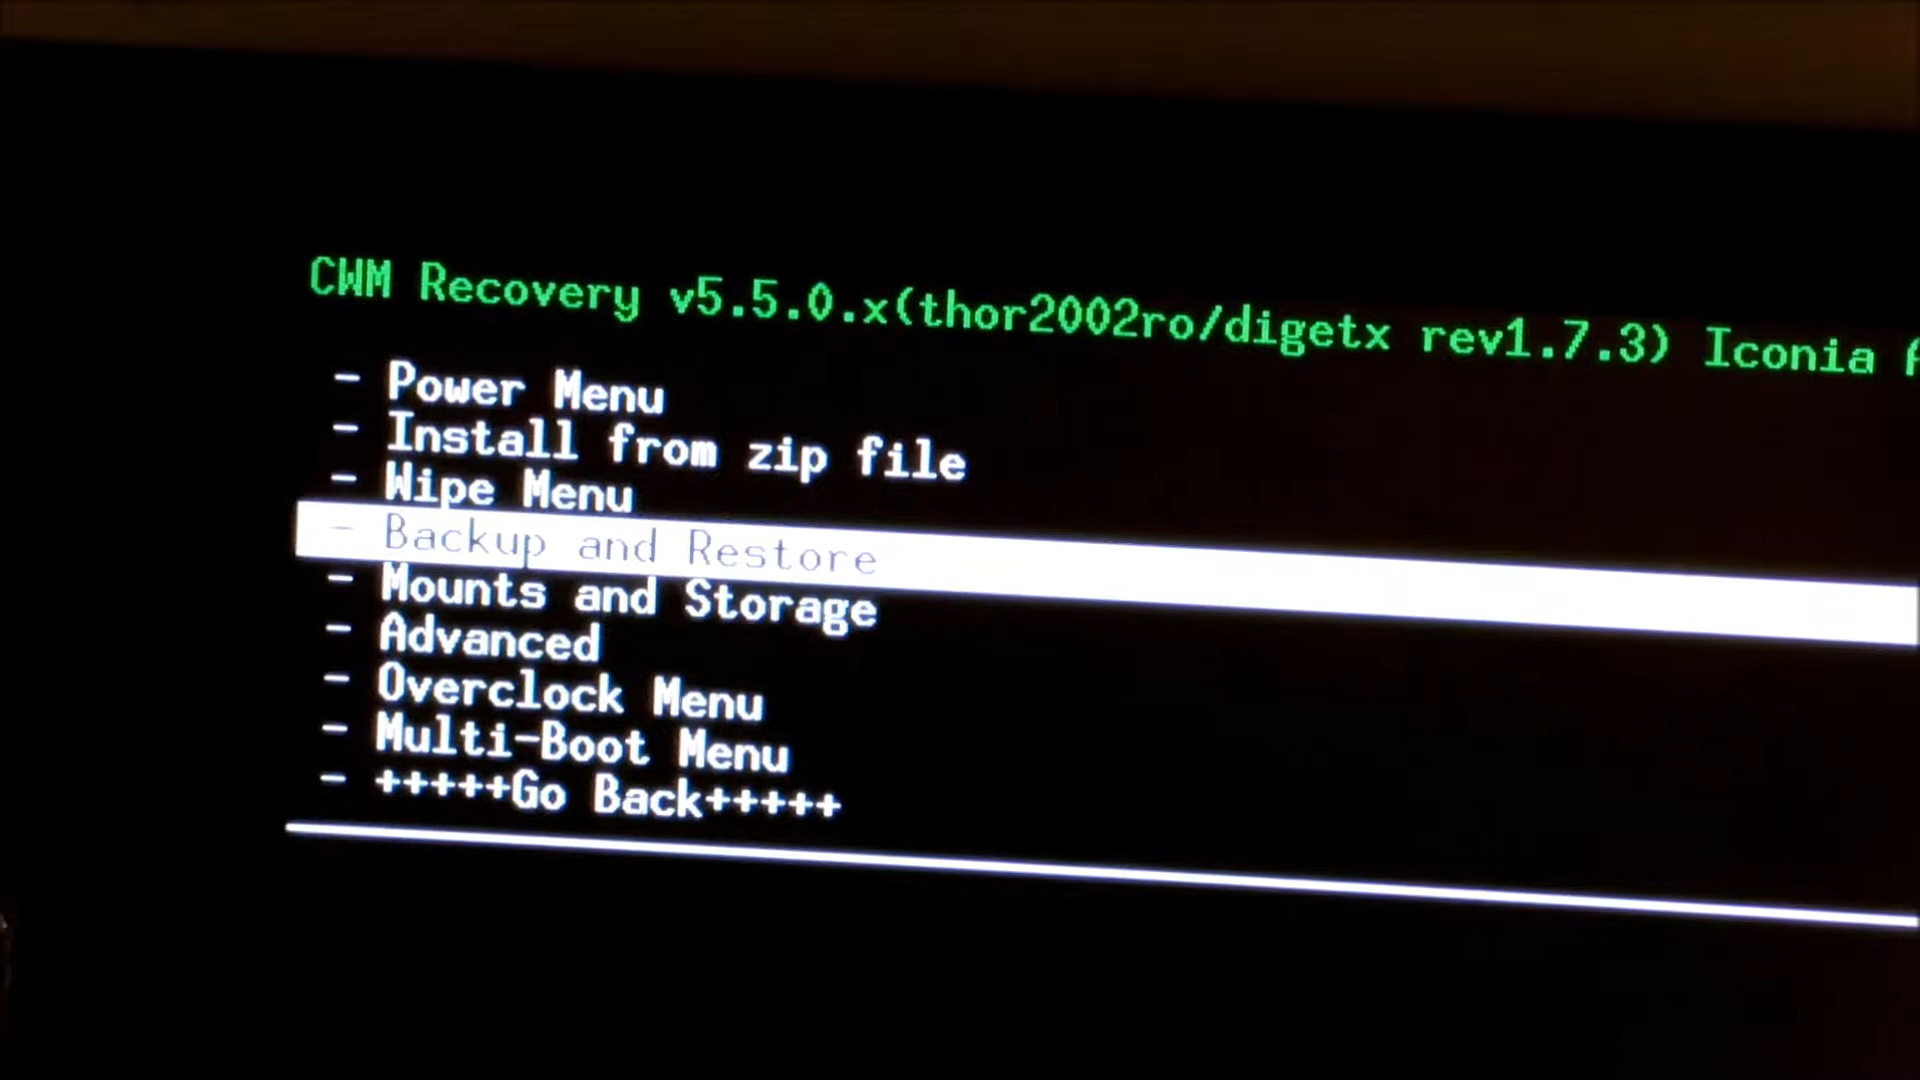 CWM Recovery v5.5.0.x(thor2002ro/digetx rev1.7.3) Iconia
- Power Menu
- Install from zip file
- Wipe Menu
- Backup and Restore
- Mounts and Storage
- Advanced
- Overclock Menu
- Multi-Boot Menu
- +++++Go Back+++++